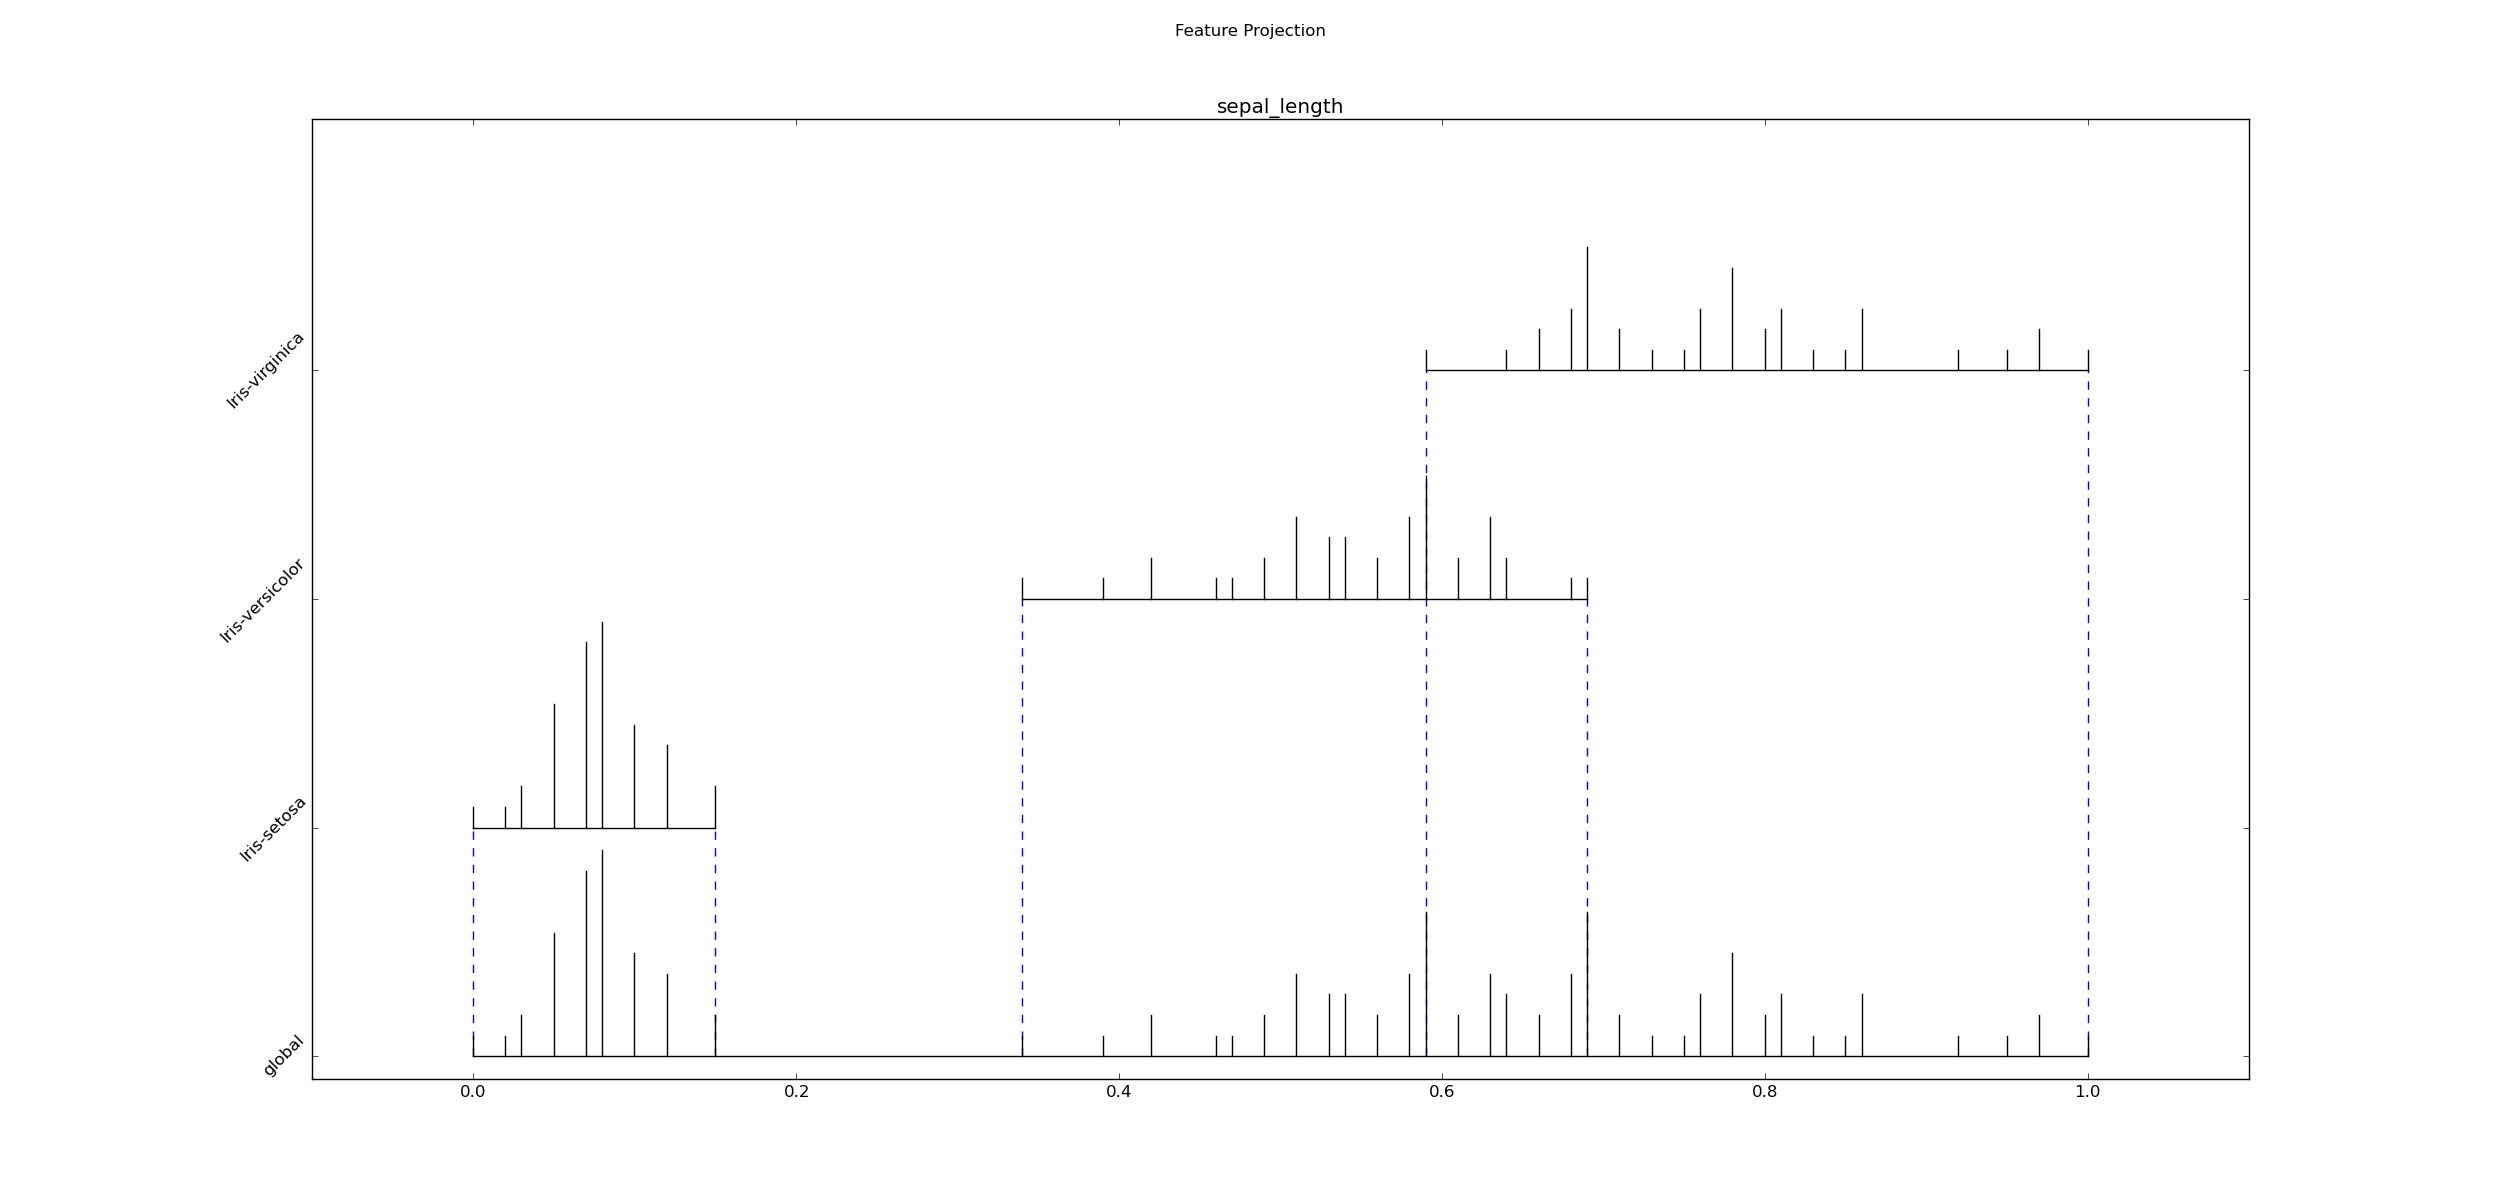 Feature Projection
sepal_length
Iris-virginica
Iris-versicolor
Iris-setosa
global
0.0 0.2 0.4 0.6 0.8 1.0